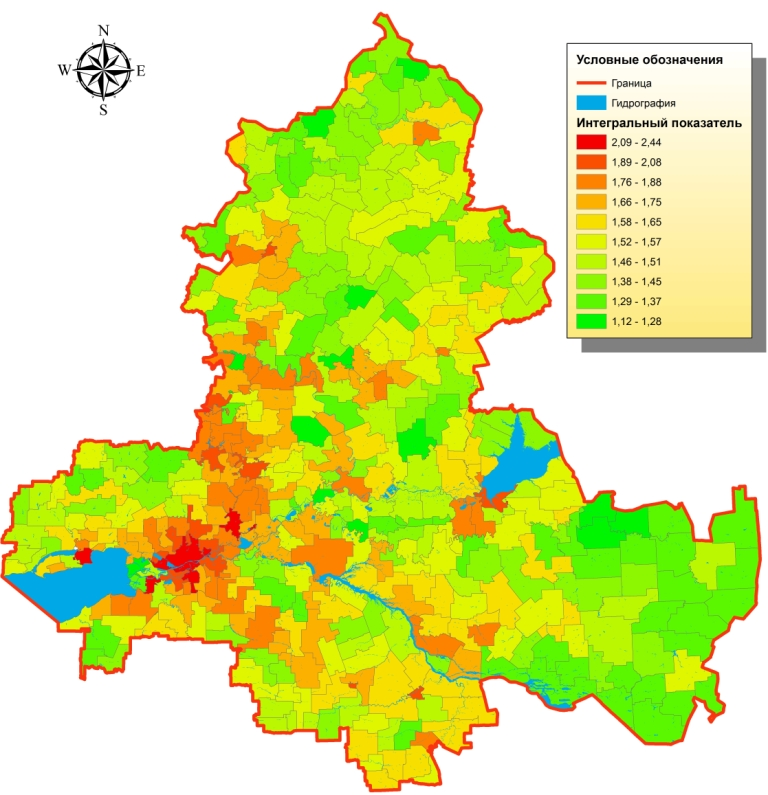 N
W E
S
Условные обозначения
Граница
Гидрография
Интегральный показатель
2,09 - 2,44
1,89 - 2,08
1,76 - 1,88
1,66 - 1,75
1,58 - 1,65
1,52 - 1,57
1,46 - 1,51
1,38 - 1,45
1,29 - 1,37
1,12 - 1,28